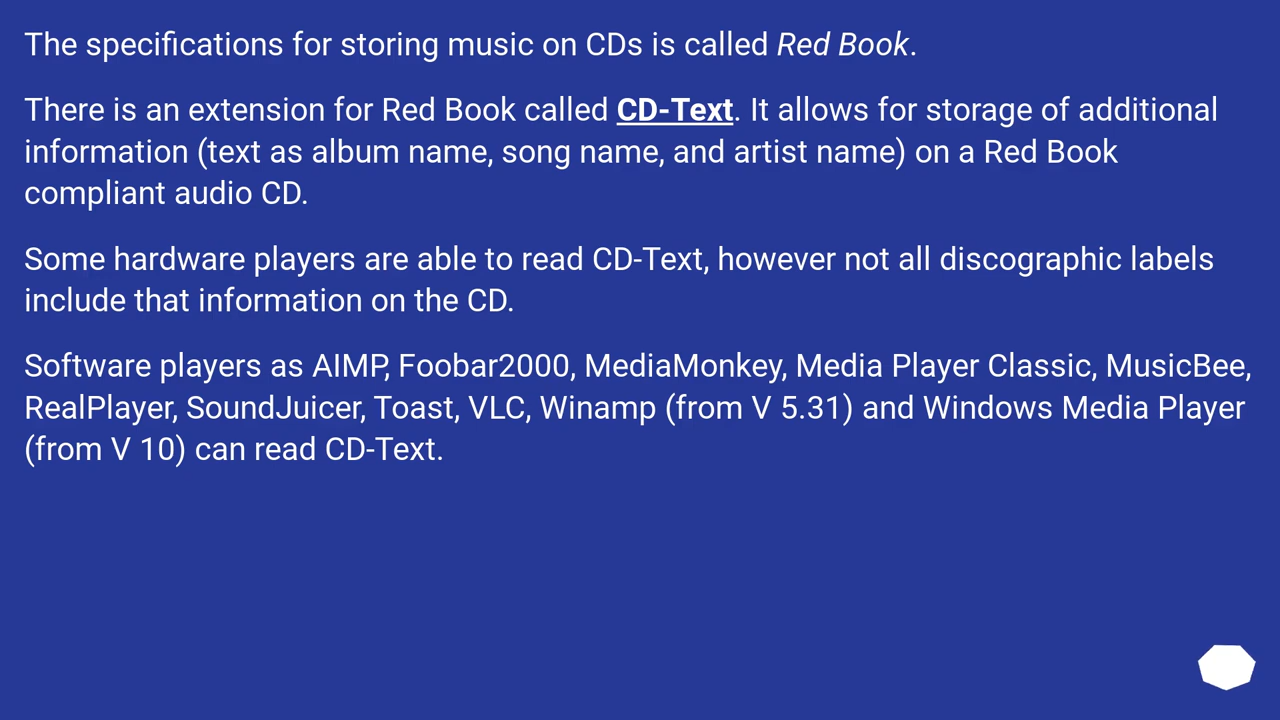 The specifications for storing music on CDs is called Red Book.
There is an extension for Red Book called CD-Text. It allows for storage of additional
information (text as album name, song name, and artist name) on a Red Book
compliant audio CD.
Some hardware players are able to read CD-Text, however not all discographic labels
include that information on the CD.
Software players as AIMP, Foobar2000, MediaMonkey, Media Player Classic, MusicBee,
RealPlayer, SoundJuicer, Toast, VLC, Winamp (from V 5.31) and Windows Media Player
(from V 10) can read CD-Text.